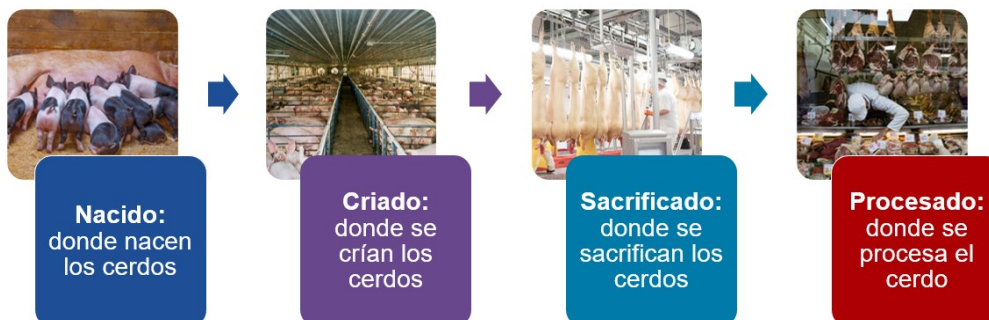 Nacido:
donde nacen
los cerdos
Criado:
donde se
crían los
cerdos
Sacrificado:
donde se
sacrifican los
cerdos
Procesado:
donde se
procesa el
cerdo